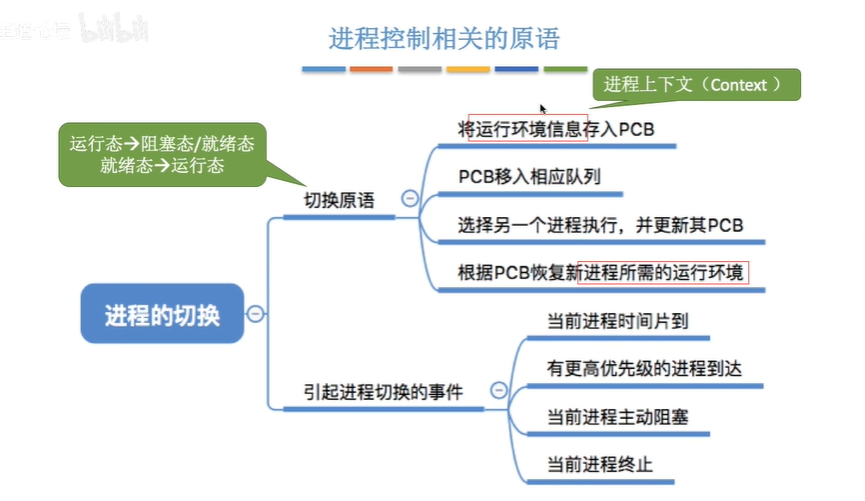 bilibili
进程控制相关的原语
进程上下文（Context ）
将运行环境信息存入PCB
运行态→阻塞态/就绪态
就绪态→运行态
PCB移入相应队列
切换原语
选择另一个进程执行，并更新其PCB
根据PCB恢复新进程所需的运行环境
进程的切换
当前进程时间片到
有更高优先级的进程到达
引起进程切换的事件
当前进程主动阻塞
当前进程终止